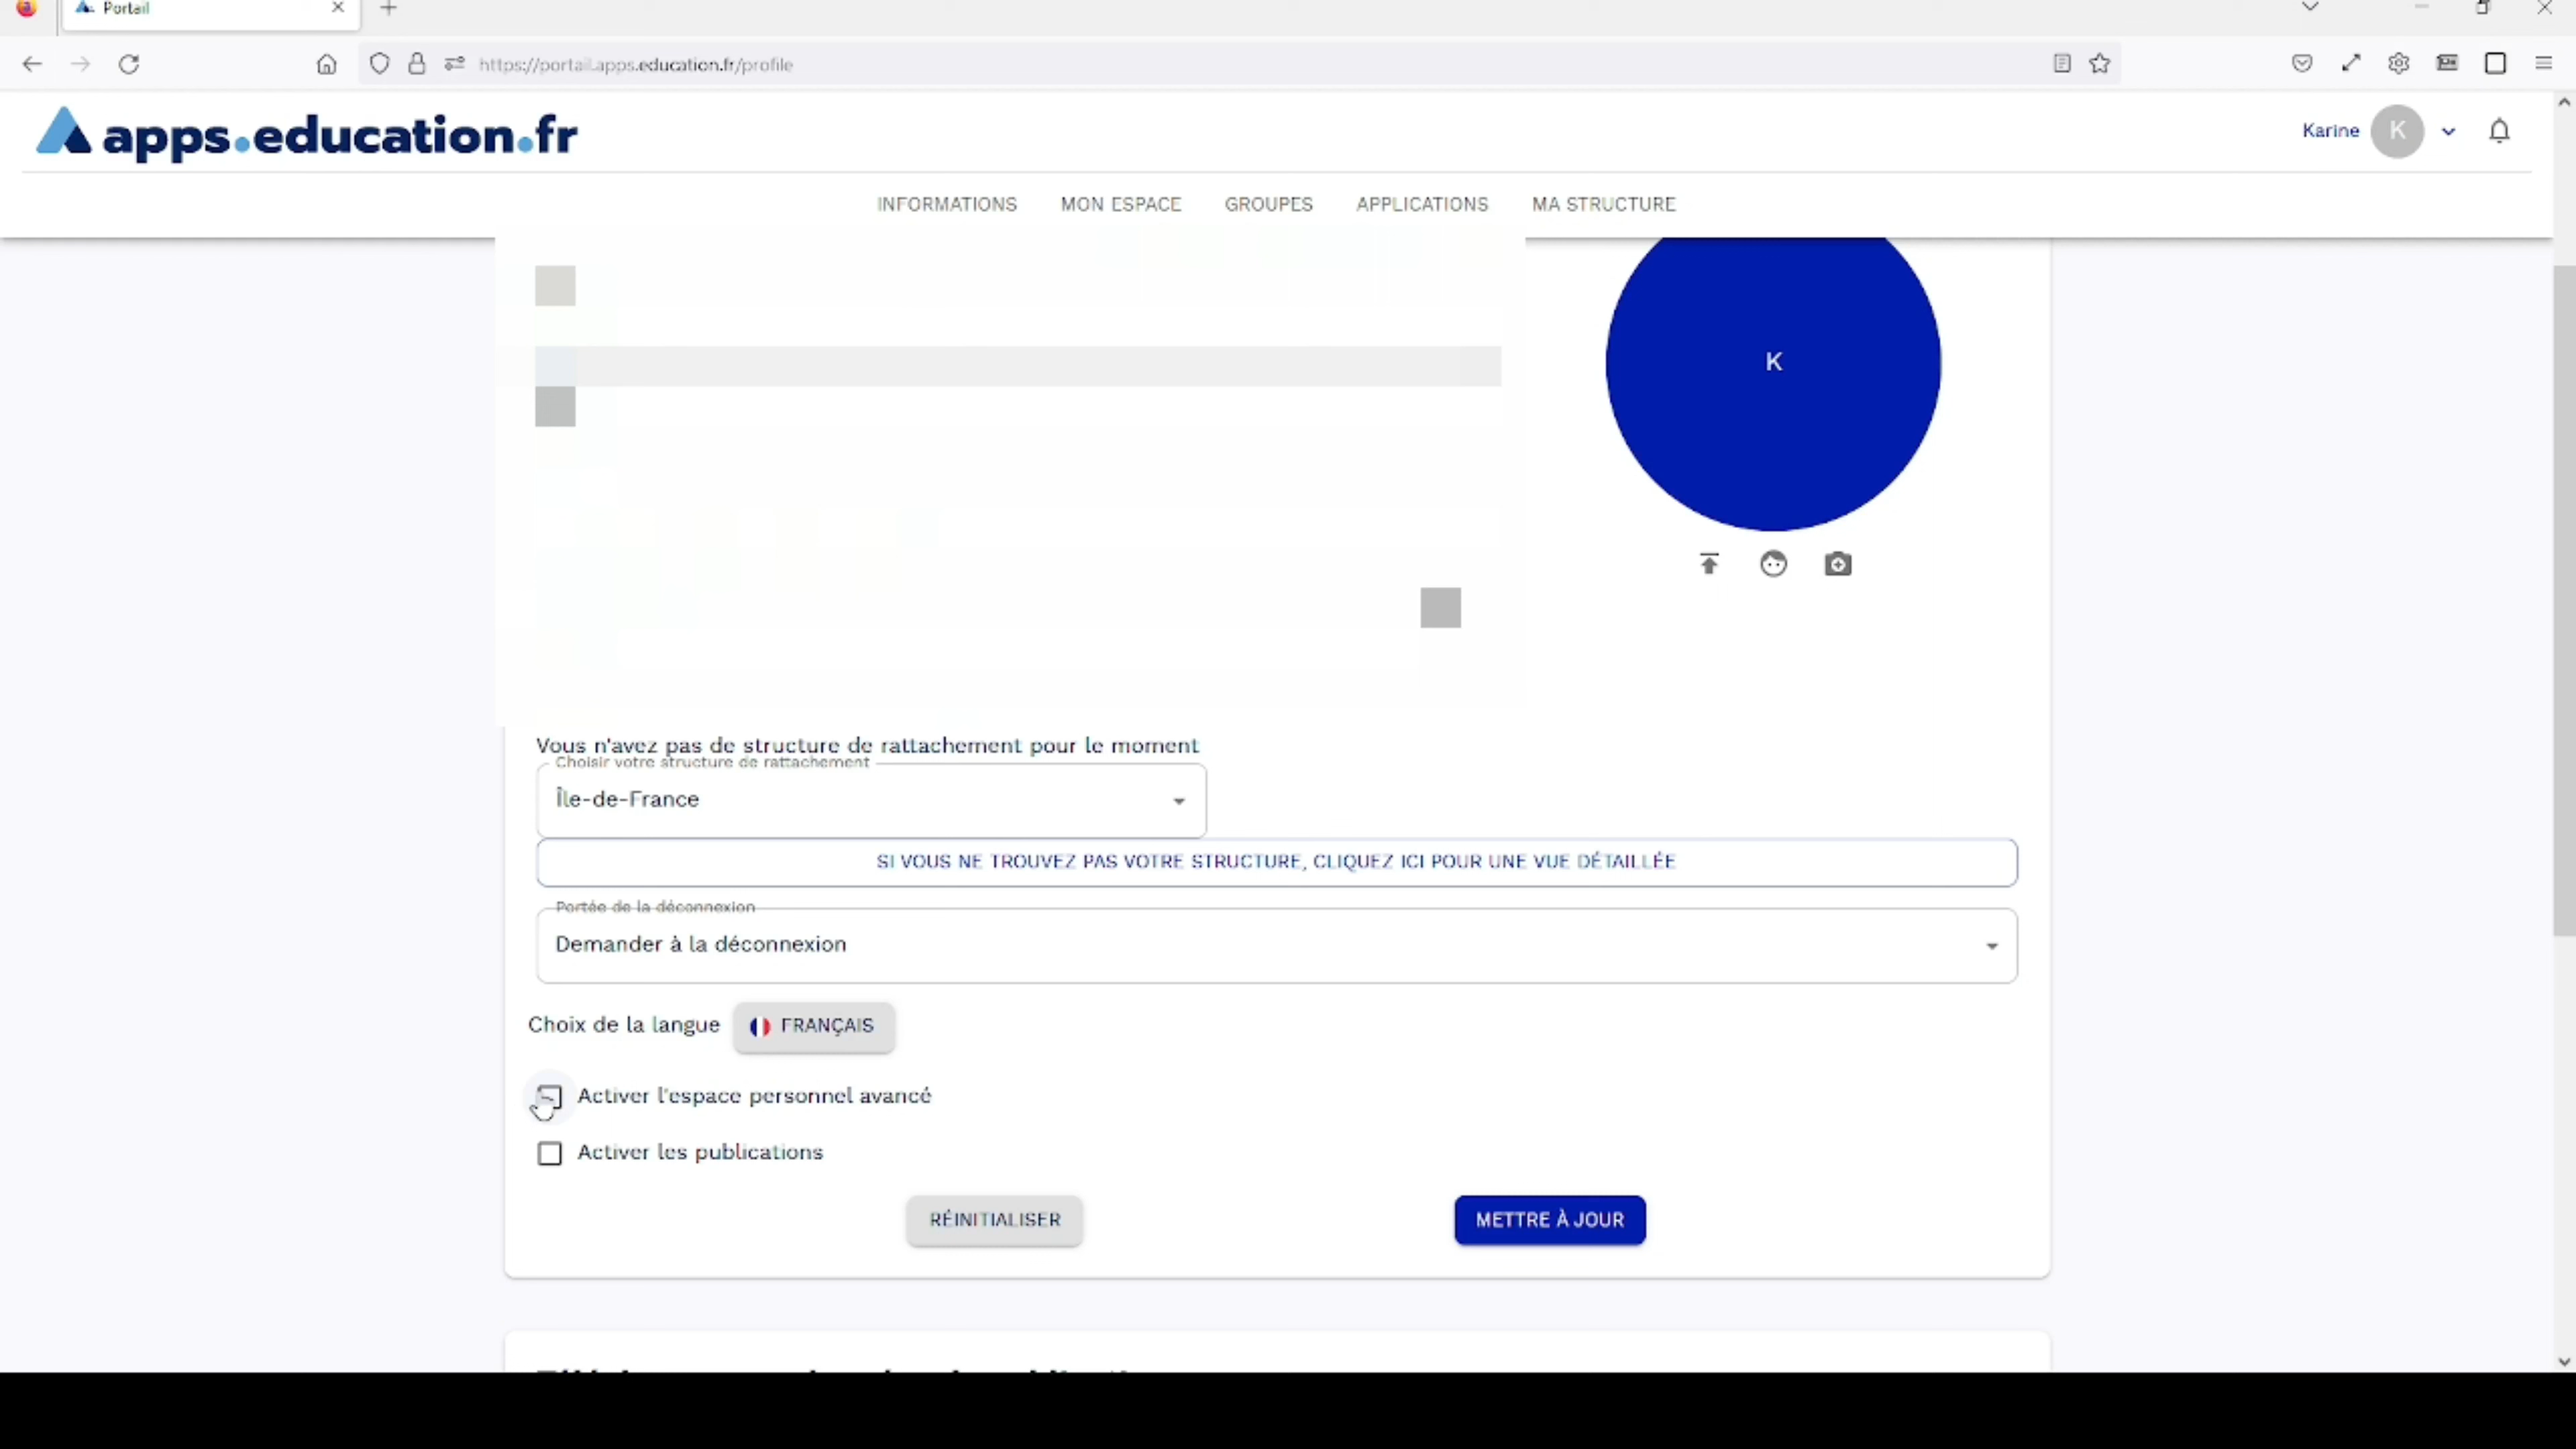 Portail
https://portail.apps.education.fr/profile
apps.education.fr
Karine K
INFORMATIONS MON ESPACE GROUPES APPLICATIONS MA STRUCTURE
K
Vous n'avez pas de structure de rattachement pour le moment
Choisir votre structure de rattachement
Île-de-France
SI VOUS NE TROUVEZ PAS VOTRE STRUCTURE, CLIQUEZ ICI POUR UNE VUE DÉTAILLÉE
Portée de la déconnexion
Demander à la déconnexion
Choix de la langue FRANÇAIS
Activer l'espace personnel avancé
Activer les publications
RÉINITIALISER METTRE À JOUR